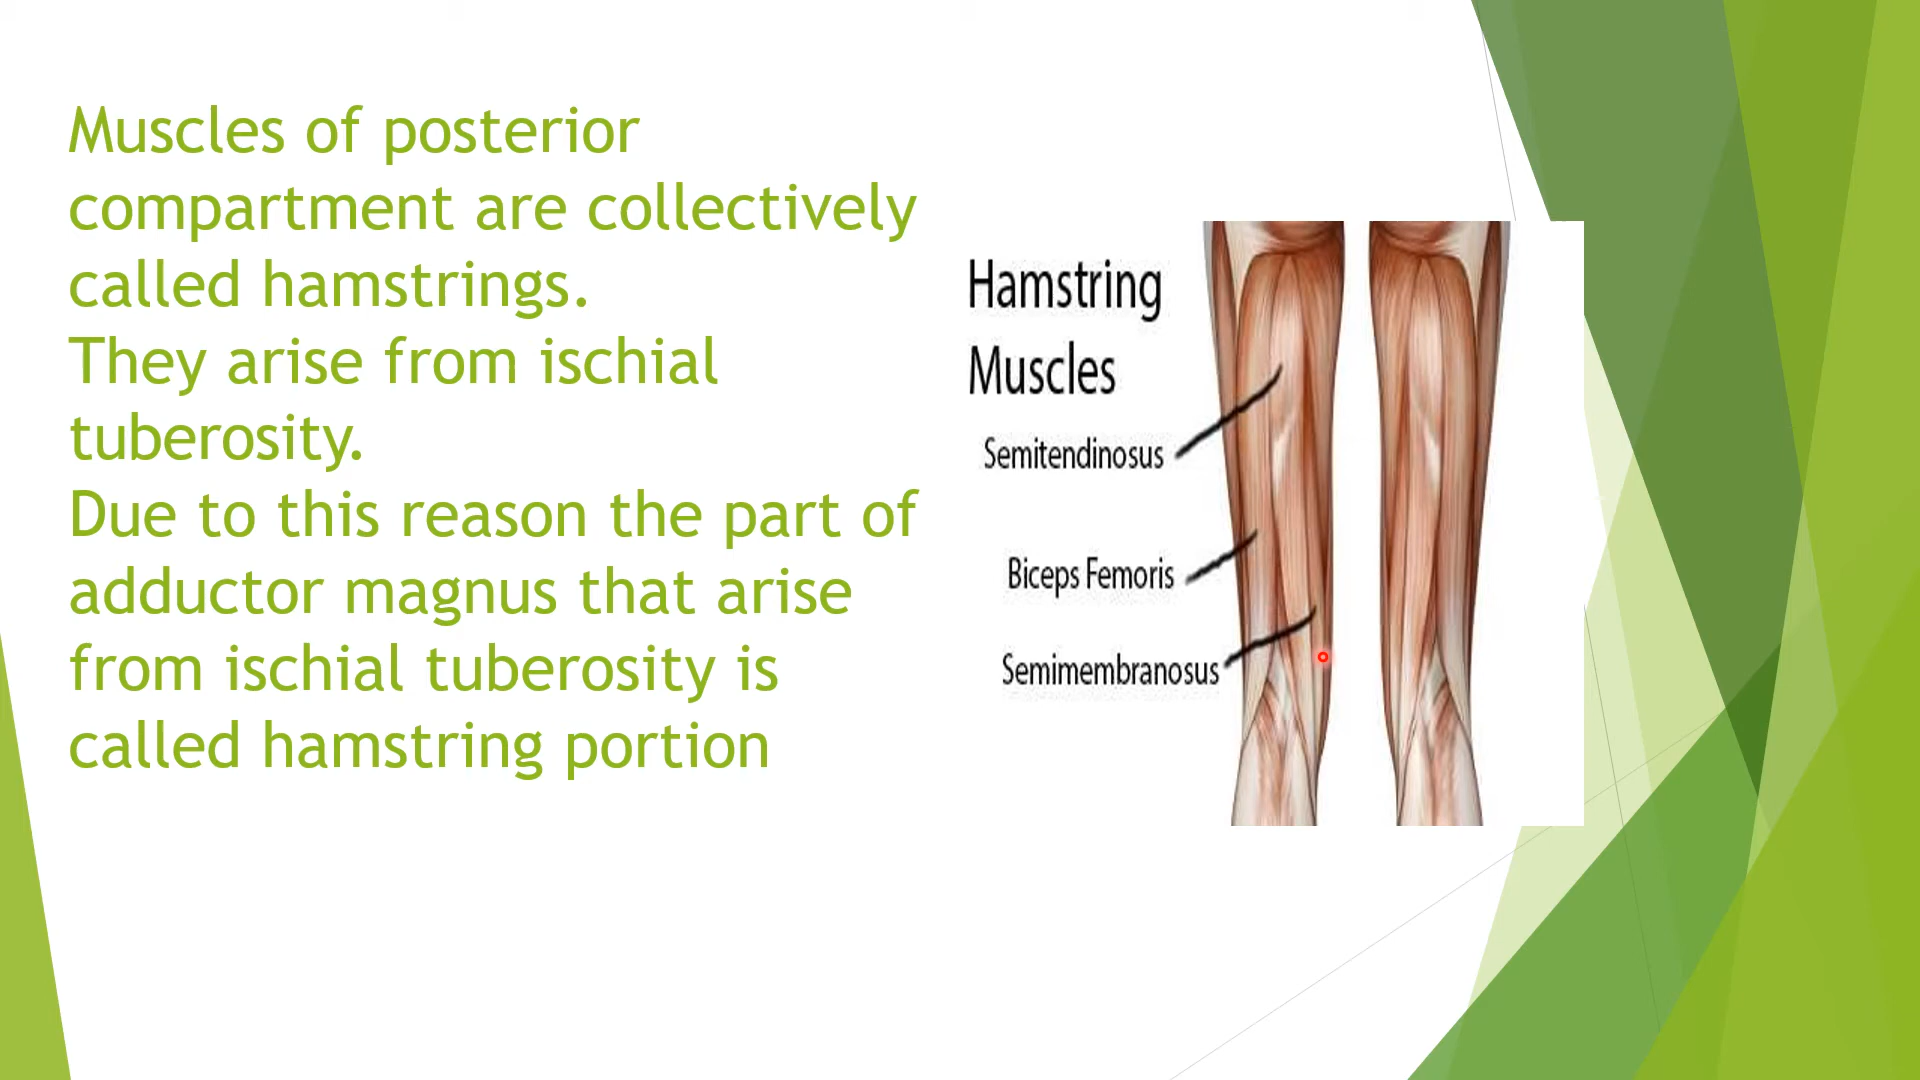 Muscles of posterior
compartment are collectively
called hamstrings.
They arise from ischial
tuberosity.
Due to this reason the part of
adductor magnus that arise
from ischial tuberosity is
called hamstring portion
Hamstring
Muscles
Semitendinosus
Biceps Femoris
Semimembranosus